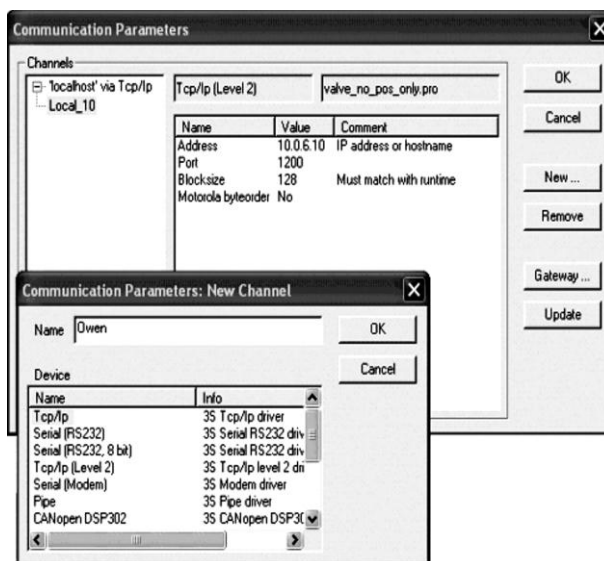 Communication Parameters
Channels
'localhost' via Tcp/Ip
Local_10
Tcp/Ip (Level 2)
valve_no_pos_only.pro
Name Value Comment
Address 10.0.6.10 IP address or hostname
Port 1200
Blocksize 128 Must match with runtime
Motorola byteorder No
OK
Cancel
New ...
Remove
Gateway ...
Update
Communication Parameters: New Channel
Name Owen
OK
Cancel
Device
Name Info
Tcp/Ip 3S Tcp/Ip driver
Serial (RS232) 3S Serial RS232 driv
Serial (RS232, 8 bit) 3S Serial RS232 driv
Tcp/Ip (Level 2) 3S Tcp/Ip level 2 dri
Serial (Modem) 3S Modem driver
Pipe 3S Pipe driver
CANopen DSP302 3S CANopen DSP30